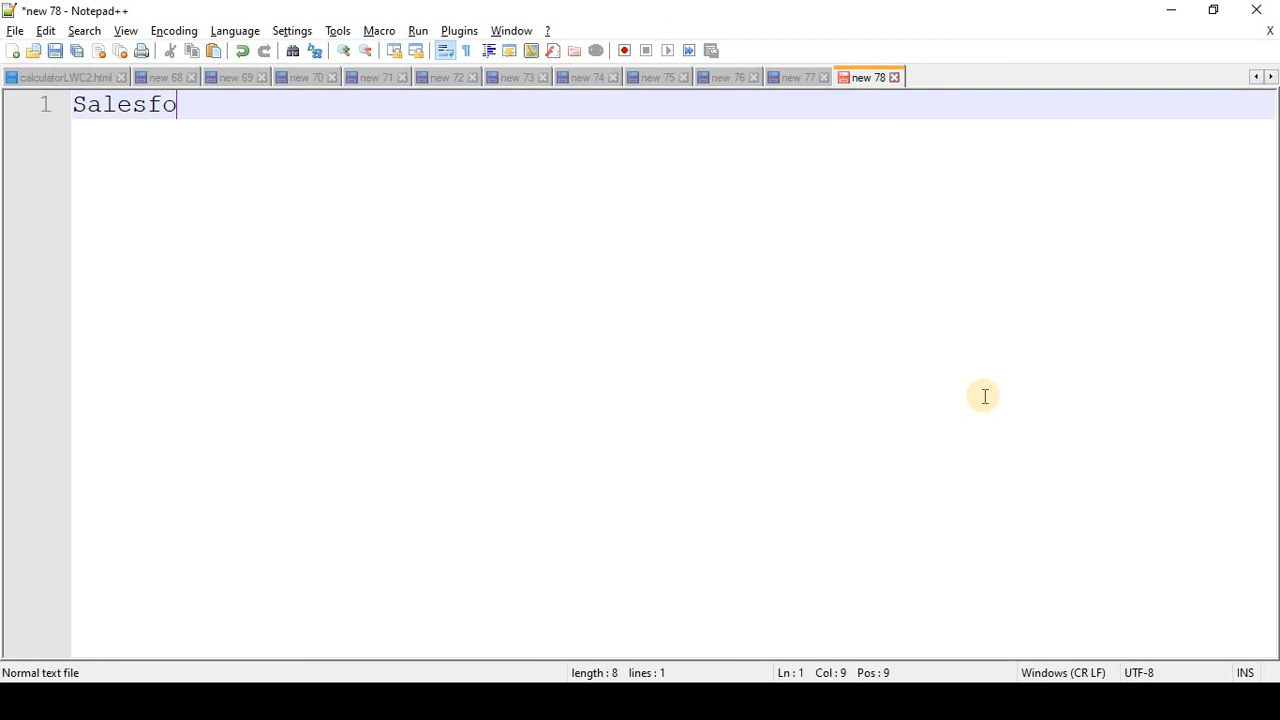 *new 78 - Notepad++
File Edit Search View Encoding Language Settings Tools Macro Run Plugins Window ? X
calculatorLWC2.html new 68 new 69 new 70 new 71 new 72 new 73 new 74 new 75 new 76 new 77 new 78
1 Salesfo
Normal text file length : 8 lines : 1 Ln : 1 Col : 9 Pos : 9 Windows (CR LF) UTF-8 INS